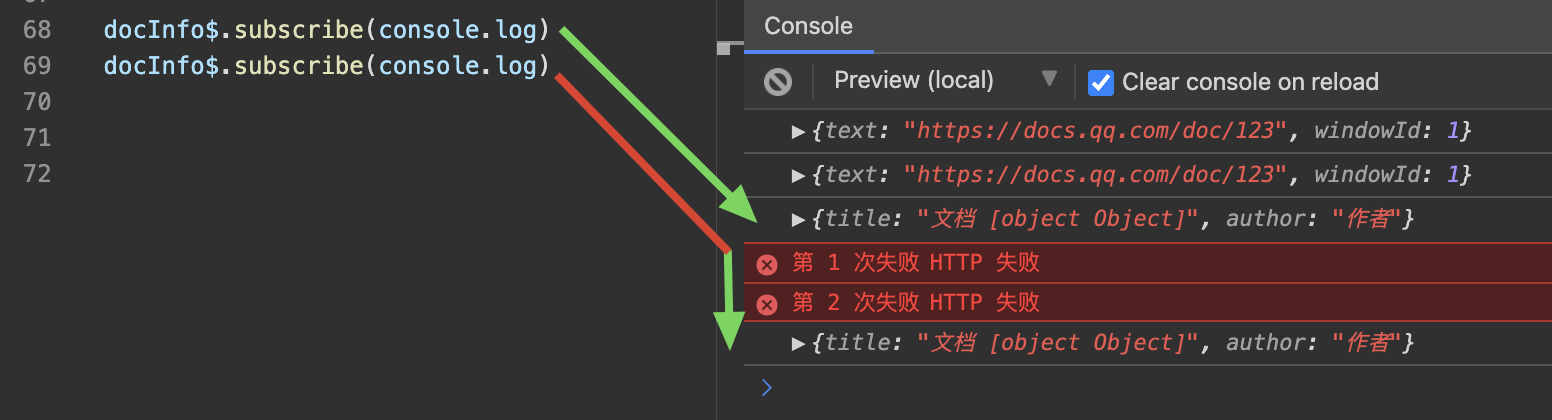 68 docInfo$.subscribe(console.log)
69 docInfo$.subscribe(console.log)
70
71
72
Console
Preview (local) ▼ Clear console on reload
▶{text: "https://docs.qq.com/doc/123", windowId: 1}
▶{text: "https://docs.qq.com/doc/123", windowId: 1}
▶{title: "文档 [object Object]", author: "作者"}
第 1 次失败 HTTP 失败
第 2 次失败 HTTP 失败
▶{title: "文档 [object Object]", author: "作者"}